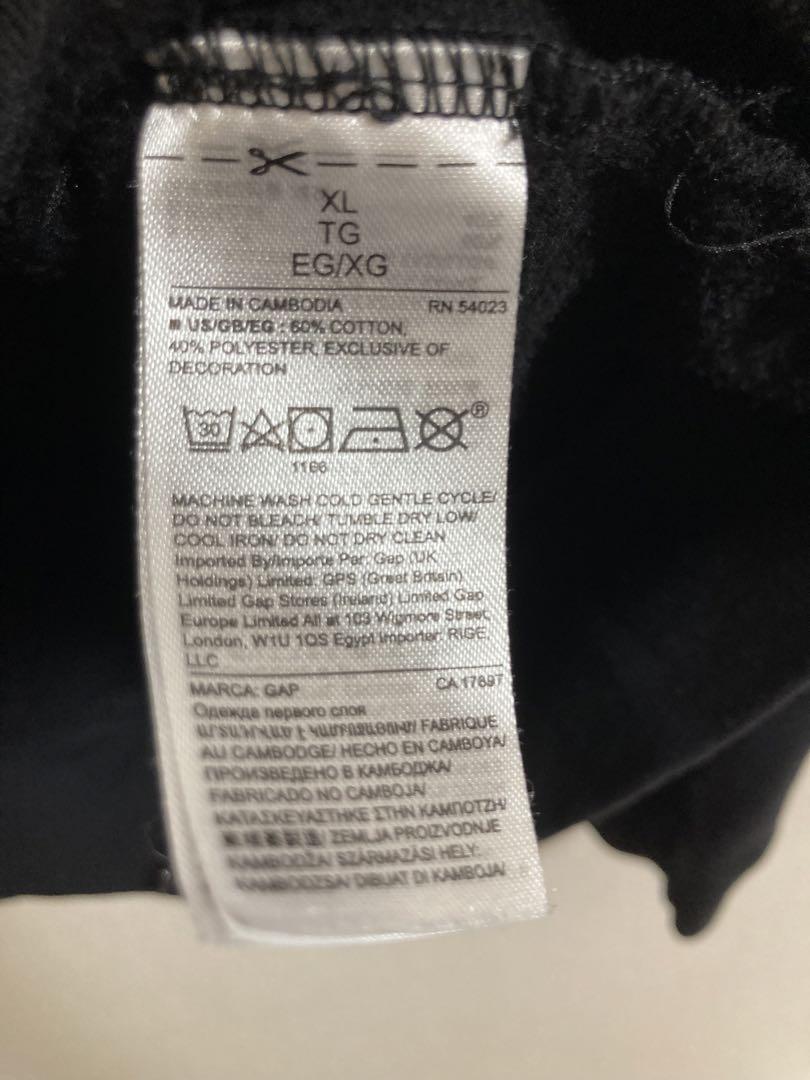 XL
TG
EG/XG
MADE IN CAMBODIA RN 54023
US/GB/EG : 60% COTTON,
40% POLYESTER, EXCLUSIVE OF
DECORATION
30
®
1166
MACHINE WASH COLD GENTLE CYCLE/
DO NOT BLEACH/ TUMBLE DRY LOW/
COOL IRON/ DO NOT DRY CLEAN
Imported By/Importe Par: Gap (UK
Holdings) Limited: GPS (Great Britain)
Limited Gap Stores (Ireland) Limited Gap
Europe Limited All at 103 Wigmore Street,
London, W1U 1QS Egypt Importer: RIGE
LLC
MARCA: GAP CA 17897
Одежда первого слоя
FABRIQUE
AU CAMBODGE/ HECHO EN CAMBOYA/
ПРОИЗВЕДЕНО В КАМБОДЖА/
FABRICADO NO CAMBOJA/
ΚΑΤΑΣΚΕΥΑΣΤΗΚΕ ΣΤΗΝ ΚΑΜΠΟΤΖΗ/
ZEMLJA PROIZVODNJE
KAMBODŽA/ SZÁRMAZÁSI HELY:
KAMBODZSA/ DIBUAT DI KAMBOJA/